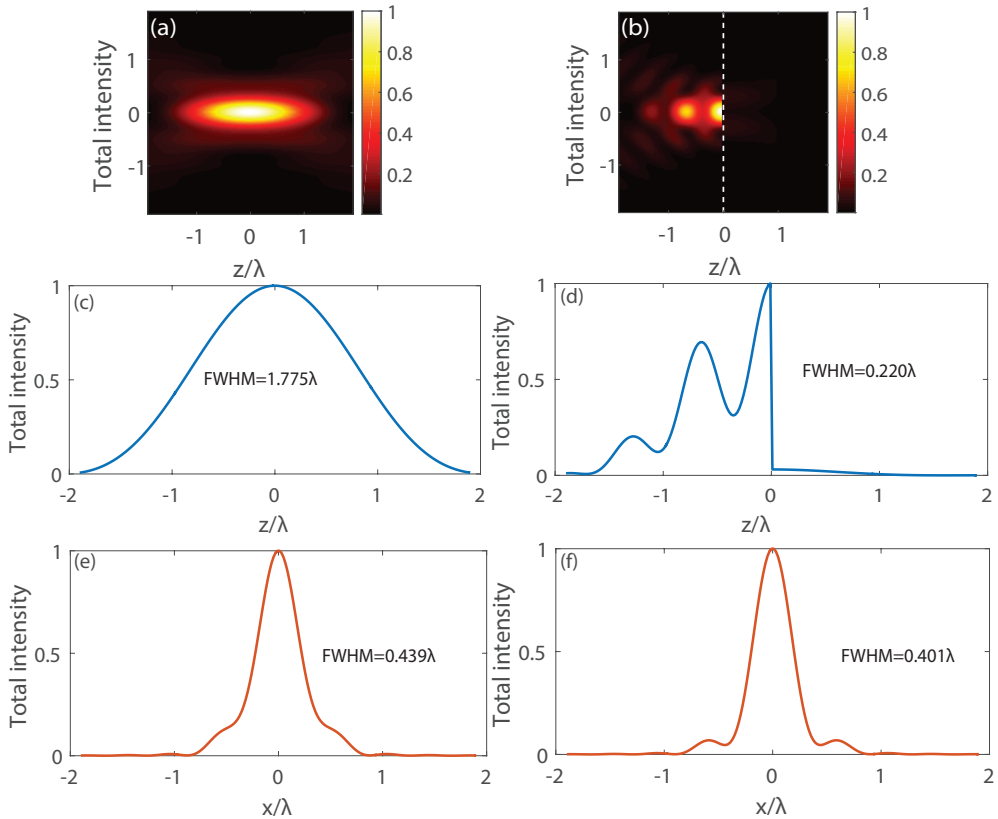 (a)
Total intensity
1
0
-1
-1 0 1
z/λ
1
0.8
0.6
0.4
0.2
(b)
Total intensity
1
0
-1
-1 0 1
z/λ
1
0.8
0.6
0.4
0.2
(c)
Total intensity
1
0.5
0
FWHM=1.775λ
-2 -1 0 1 2
z/λ
(d)
Total intensity
1
0.5
0
FWHM=0.220λ
-2 -1 0 1 2
z/λ
(e)
Total intensity
1
0.5
0
FWHM=0.439λ
-2 -1 0 1 2
x/λ
(f)
Total intensity
1
0.5
0
FWHM=0.401λ
-2 -1 0 1 2
x/λ